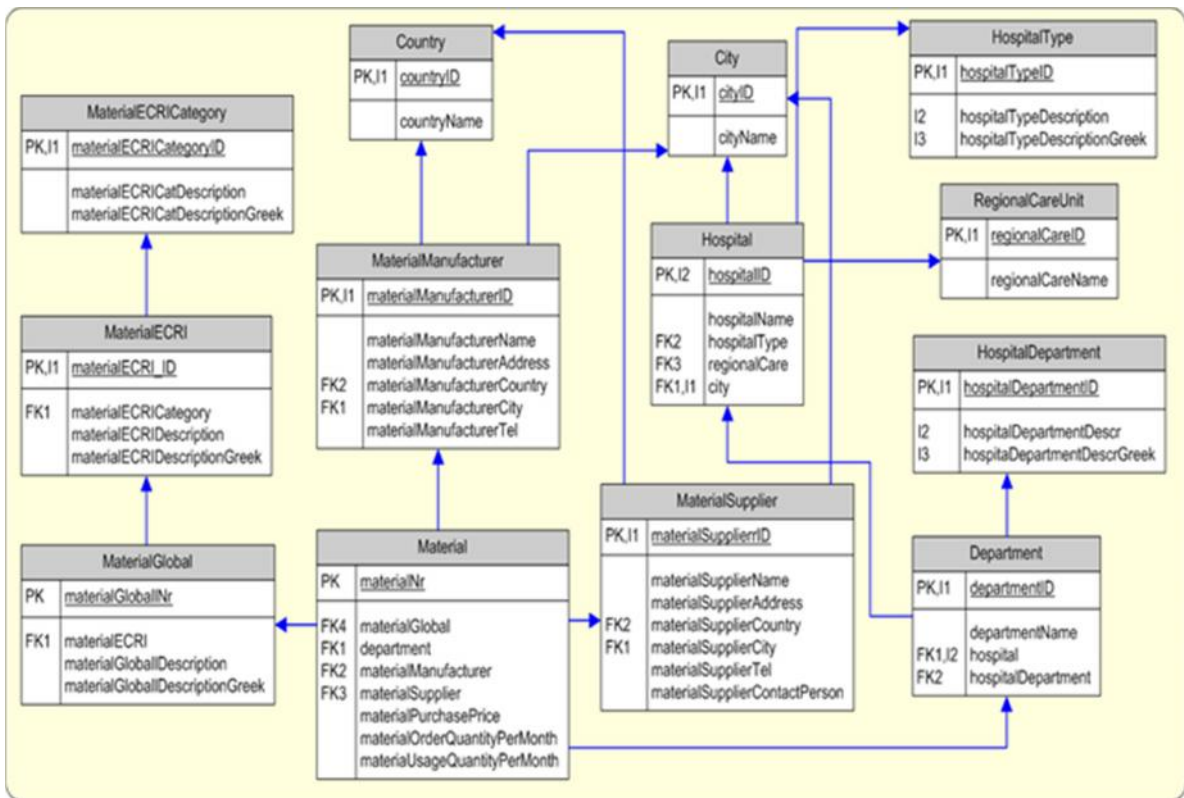 Country
PK,I1 countryID
countryName
City
PK,I1 cityID
cityName
HospitalType
PK,I1 hospitalTypeID
I2 hospitalTypeDescription
I3 hospitalTypeDescriptionGreek
MaterialECRICategory
PK,I1 materialECRICategoryID
materialECRICatDescription
materialECRICatDescriptionGreek
RegionalCareUnit
PK,I1 regionalCareID
regionalCareName
Hospital
PK,I2 hospitalID
hospitalName
FK2 hospitalType
FK3 regionalCare
FK1,I1 city
MaterialManufacturer
PK,I1 materialManufacturerID
materialManufacturerName
materialManufacturerAddress
FK2 materialManufacturerCountry
FK1 materialManufacturerCity
materialManufacturerTel
MaterialECRI
PK,I1 materialECRI_ID
FK1 materialECRICategory
materialECRIDescription
materialECRIDescriptionGreek
HospitalDepartment
PK,I1 hospitalDepartmentID
I2 hospitalDepartmentDescr
I3 hospitaDepartmentDescrGreek
MaterialSupplier
PK,I1 materialSupplierrID
materialSupplierName
materialSupplierAddress
FK2 materialSupplierCountry
FK1 materialSupplierCity
materialSupplierTel
materialSupplierContactPerson
Material
PK materialNr
FK4 materialGlobal
FK1 department
FK2 materialManufacturer
FK3 materialSupplier
materialPurchasePrice
materialOrderQuantityPerMonth
materiaUsageQuantityPerMonth
MaterialGlobal
PK materialGloballNr
FK1 materialECRI
materialGloballDescription
materialGloballDescriptionGreek
Department
PK,I1 departmentID
departmentName
FK1,I2 hospital
FK2 hospitalDepartment